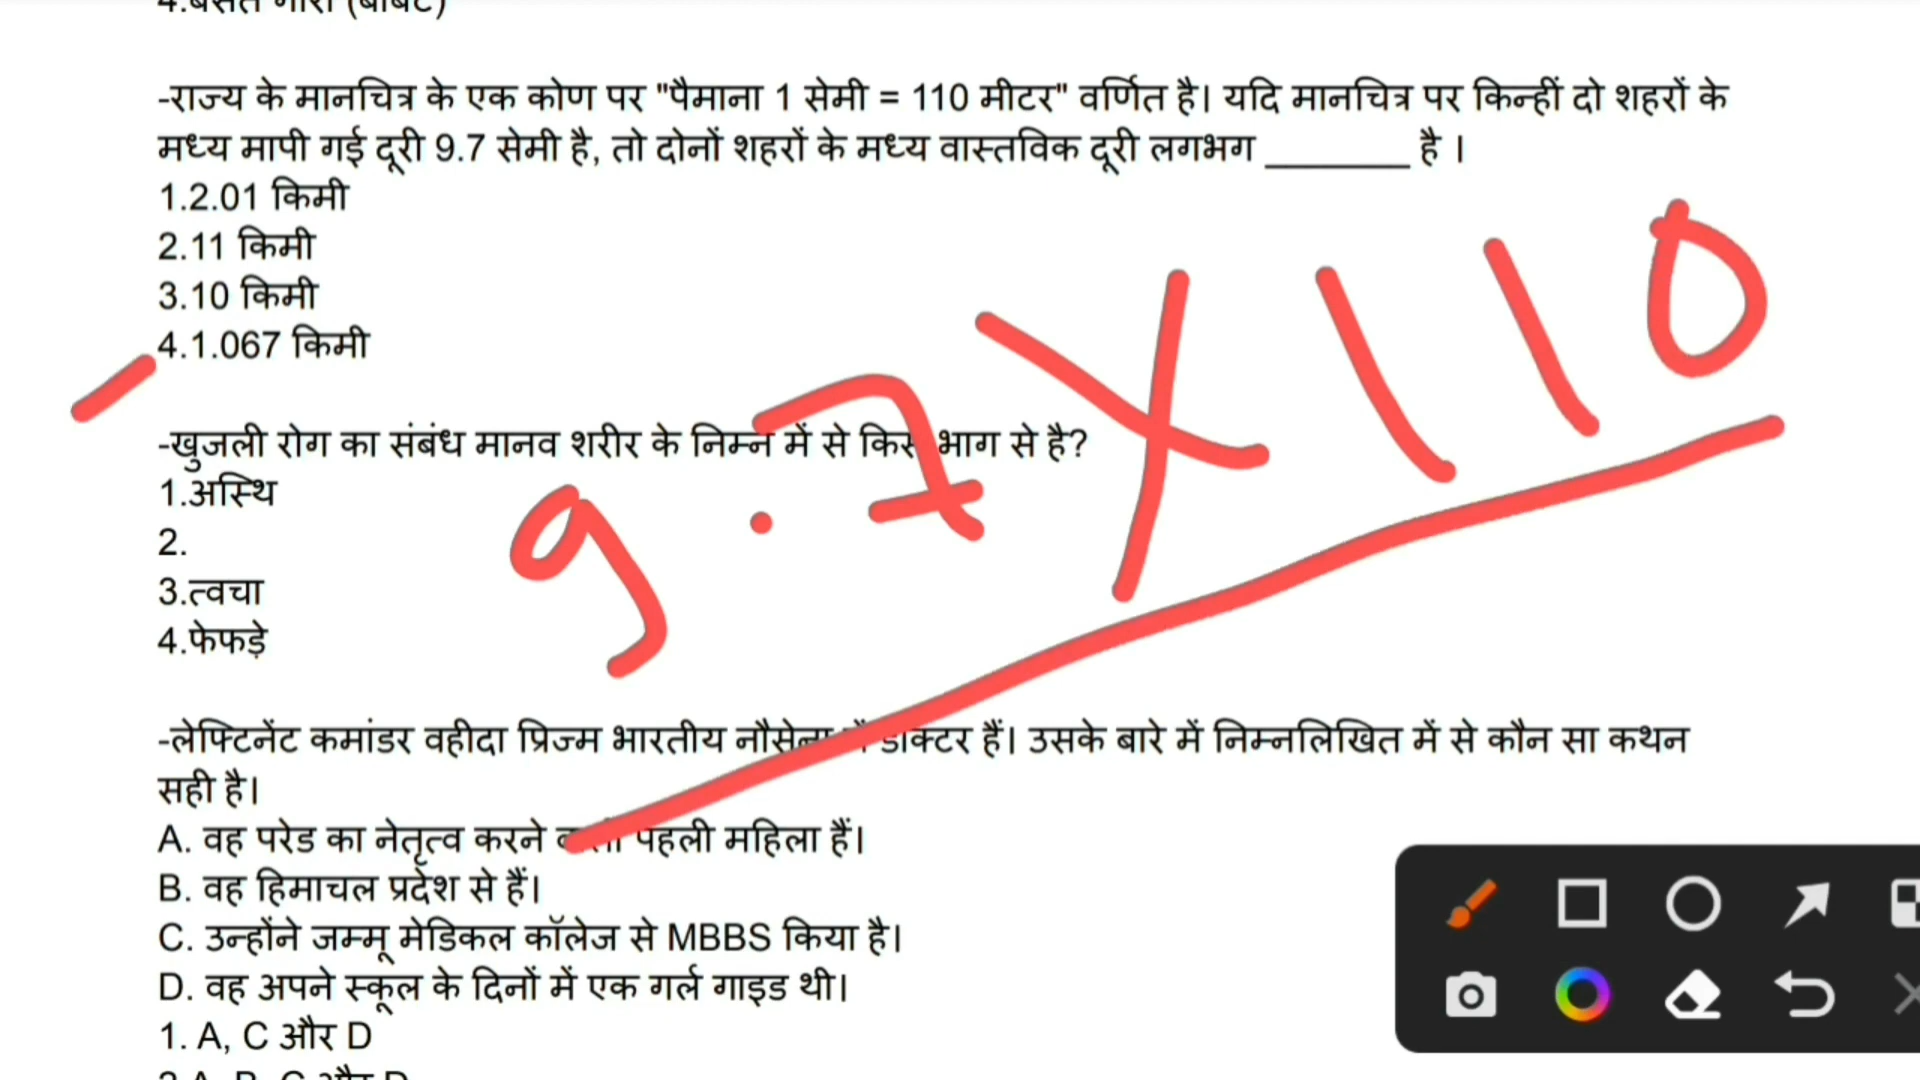 -राज्य के मानचित्र के एक कोण पर "पैमाना 1 सेमी = 110 मीटर" वर्णित है। यदि मानचित्र पर किन्हीं दो शहरों के
मध्य मापी गई दूरी 9.7 सेमी है, तो दोनों शहरों के मध्य वास्तविक दूरी लगभग _______ है ।
1.2.01 किमी
2.11 किमी
3.10 किमी
4.1.067 किमी
9.7X110
-खुजली रोग का संबंध मानव शरीर के निम्न में से किस भाग से है?
1.अस्थि
2.
3.त्वचा
4.फेफड़े
-लेफ्टिनेंट कमांडर वहीदा प्रिज्म भारतीय नौसेना में डॉक्टर हैं। उसके बारे में निम्नलिखित में से कौन सा कथन
सही है।
A. वह परेड का नेतृत्व करने वाली पहली महिला हैं।
B. वह हिमाचल प्रदेश से हैं।
C. उन्होंने जम्मू मेडिकल कॉलेज से MBBS किया है।
D. वह अपने स्कूल के दिनों में एक गर्ल गाइड थी।
1. A, C और D